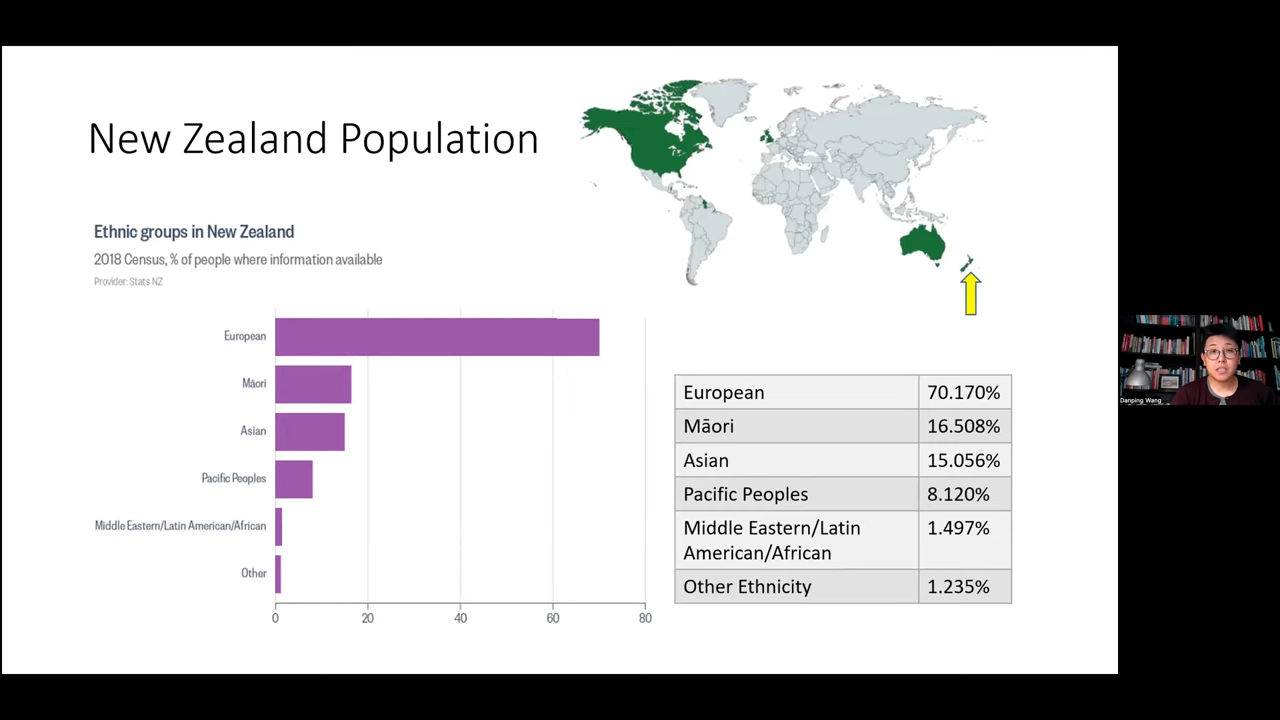 New Zealand Population
Ethnic groups in New Zealand
2018 Census, % of people where information available
Provider: Stats NZ
European
Māori
Asian
Pacific Peoples
Middle Eastern/Latin American/African
Other
0 20 40 60 80
European 70.170%
Māori 16.508%
Asian 15.056%
Pacific Peoples 8.120%
Middle Eastern/Latin 1.497%
American/African
Other Ethnicity 1.235%
Danping Wang